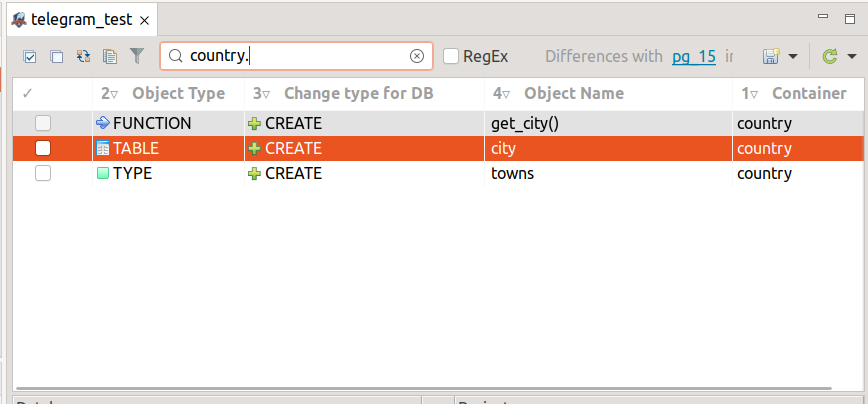 telegram_test
country.
RegEx
Differences with pg_15
✓ 2 Object Type 3 Change type for DB 4 Object Name 1 Container
FUNCTION CREATE get_city() country
TABLE CREATE city country
TYPE CREATE towns country